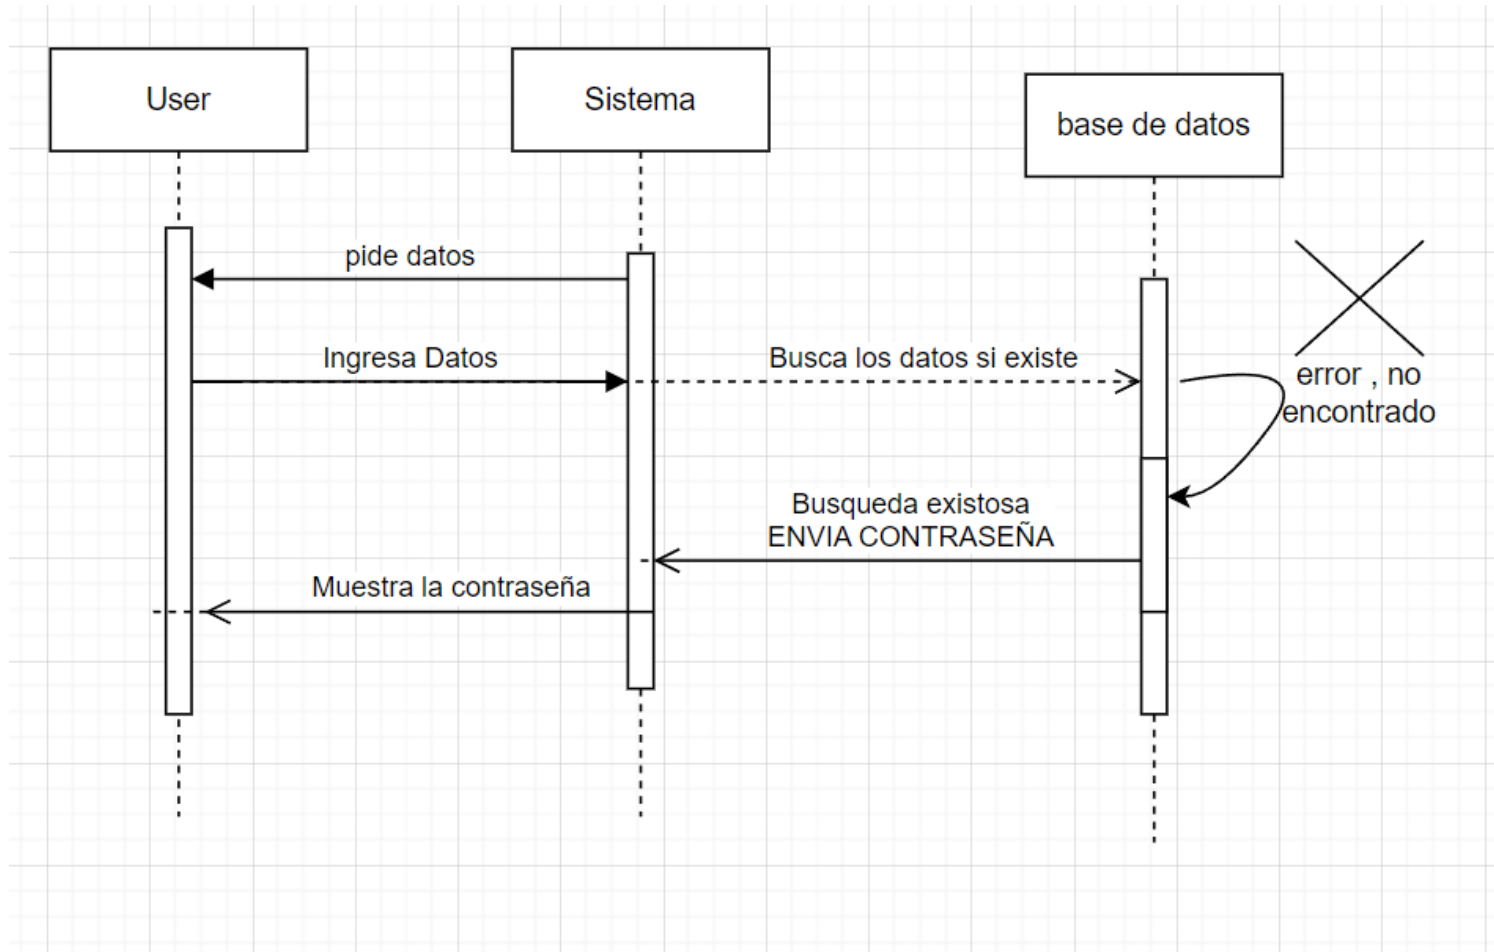 User
Sistema
base de datos
pide datos
Ingresa Datos
Busca los datos si existe
error , no
encontrado
Busqueda existosa
ENVIA CONTRASEÑA
Muestra la contraseña